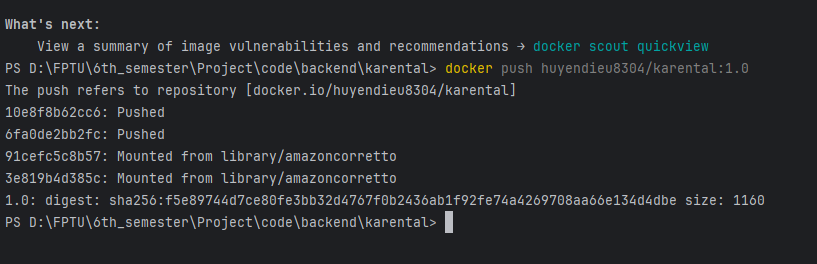 What's next:
View a summary of image vulnerabilities and recommendations → docker scout quickview
PS D:\FPTU\6th_semester\Project\code\backend\karental> docker push huyendieu8304/karental:1.0
The push refers to repository [docker.io/huyendieu8304/karental]
10e8f8b62cc6: Pushed
6fa0de2bb2fc: Pushed
91cefc5c8b57: Mounted from library/amazoncorretto
3e819b4d385c: Mounted from library/amazoncorretto
1.0: digest: sha256:f5e89744d7ce80fe3bb32d4767f0b2436ab1f92fe74a4269708aa66e134d4dbe size: 1160
PS D:\FPTU\6th_semester\Project\code\backend\karental>